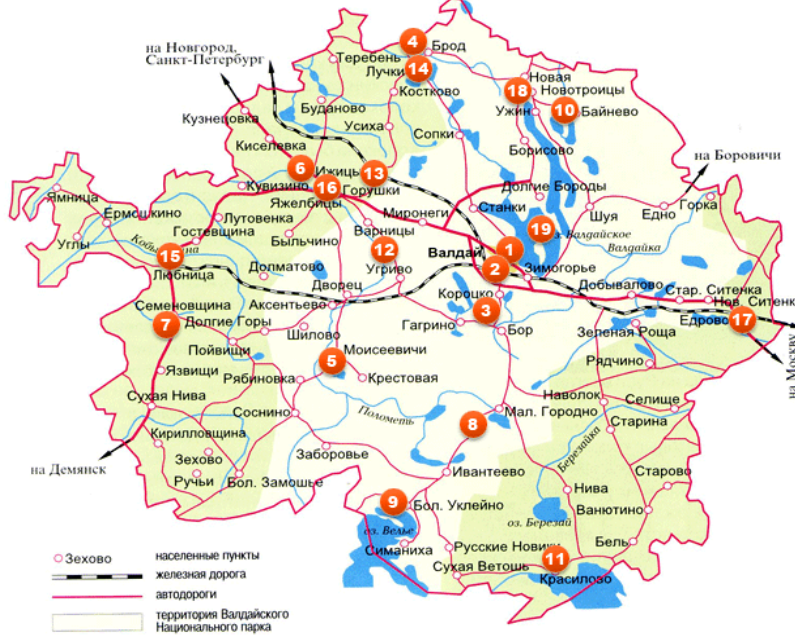 4
Брод
на Новгород,
Санкт-Петербург
Теребень
14
Лучки
Костково
18
Новая
Новотроицы
Ужин
10
Байнево
Буданово
Кузнецовка
Усиха
Сопки
Киселевка
Борисово
на Боровичи
6
Ижицы
13
Кувизино
16
Горушки
Яжелбицы
Долгие Бороды
Ямница
Ермошкино
Лутовенка
Миронеги
Станки
Шуя
Едно
Горка
Гостевщина
Углы
Быльчино
Варницы
19
оз. Валдайское
Валдайка
12
Валдай
1
15
Любница
Долматово
Угриво
2
Зимогорье
Дворец
Короцко
Добывалово
Стар. Ситенка
Нов. Ситенка
Семеновщина
Аксентьево
3
7
Долгие Горы
Гагрино
Бор
Зеленая Роща
Едрово
17
Шилово
Пойвищи
5
Моисеевичи
Рядчино
на Москву
Язвищи
Рябиновка
Крестовая
Сухая Нива
Соснино
Полометь
Мал. Городно
Наволок
Селище
8
Старина
Кирилловщина
Березайка
на Демянск
Зехово
Заборовье
Ручьи
Бол. Замошье
Ивантеево
Старово
Нива
9
Бол. Уклейно
Ванютино
оз. Березай
оз. Велье
Симаниха
Русские Новики
Бель
11
Сухая Ветошь
Красилово
Зехово
населенные пункты
железная дорога
автодороги
территория Валдайского
Национального парка